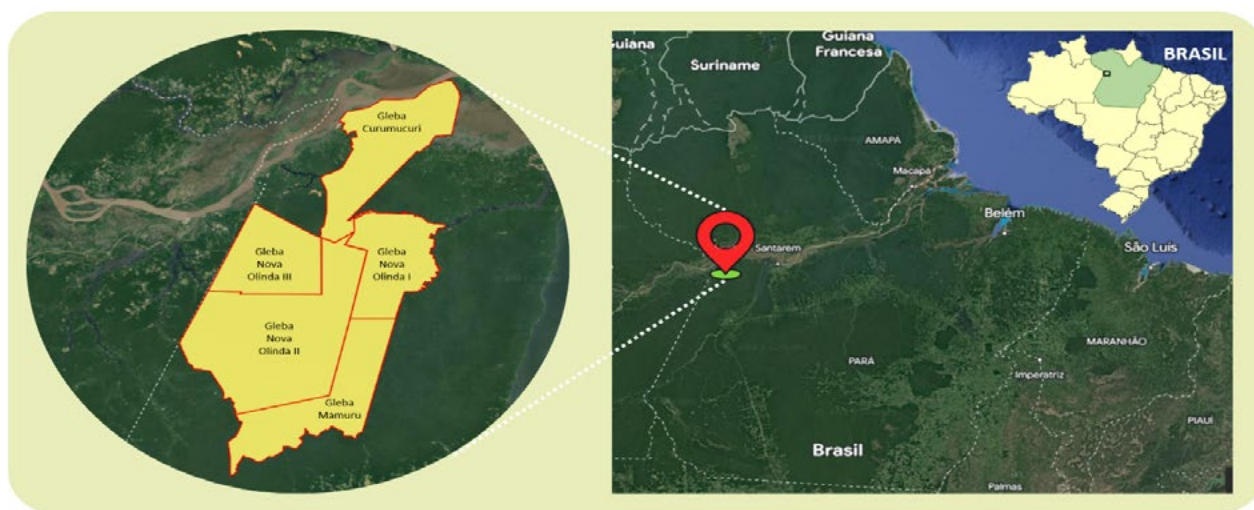 Gleba
Curumucuri
Gleba
Nova
Olinda III
Gleba
Nova
Olinda I
Gleba
Nova
Olinda II
Gleba
Mamuru
Guiana
Suriname
Guiana
Francesa
BRASIL
AMAPÁ
Macapá
Belém
Santarem
São Luís
MARANHÃO
PARÁ
Imperatriz
PIAUÍ
Brasil
Palmas